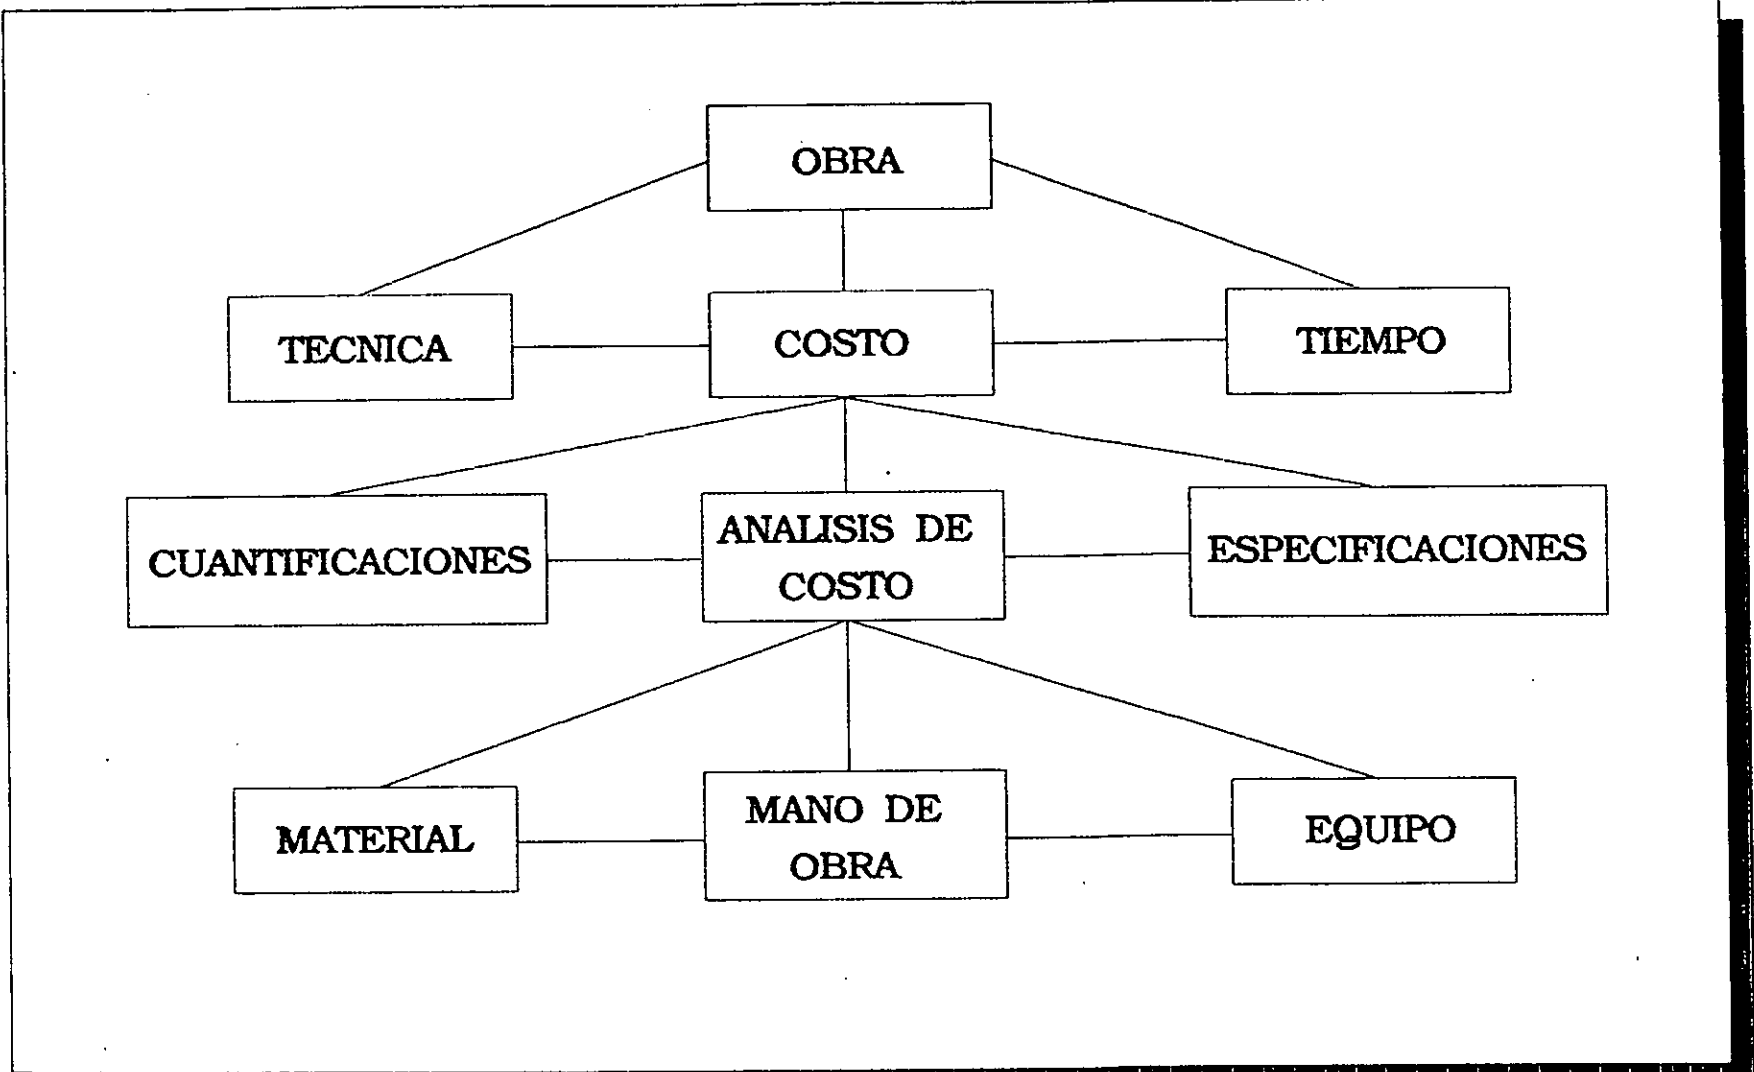 OBRA
TECNICA
COSTO
TIEMPO
CUANTIFICACIONES
ANALISIS DE
COSTO
ESPECIFICACIONES
MATERIAL
MANO DE
OBRA
EQUIPO